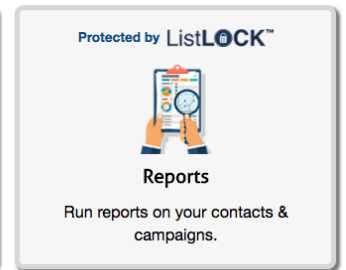 Protected by ListLOCK™
Reports
Run reports on your contacts &
campaigns.